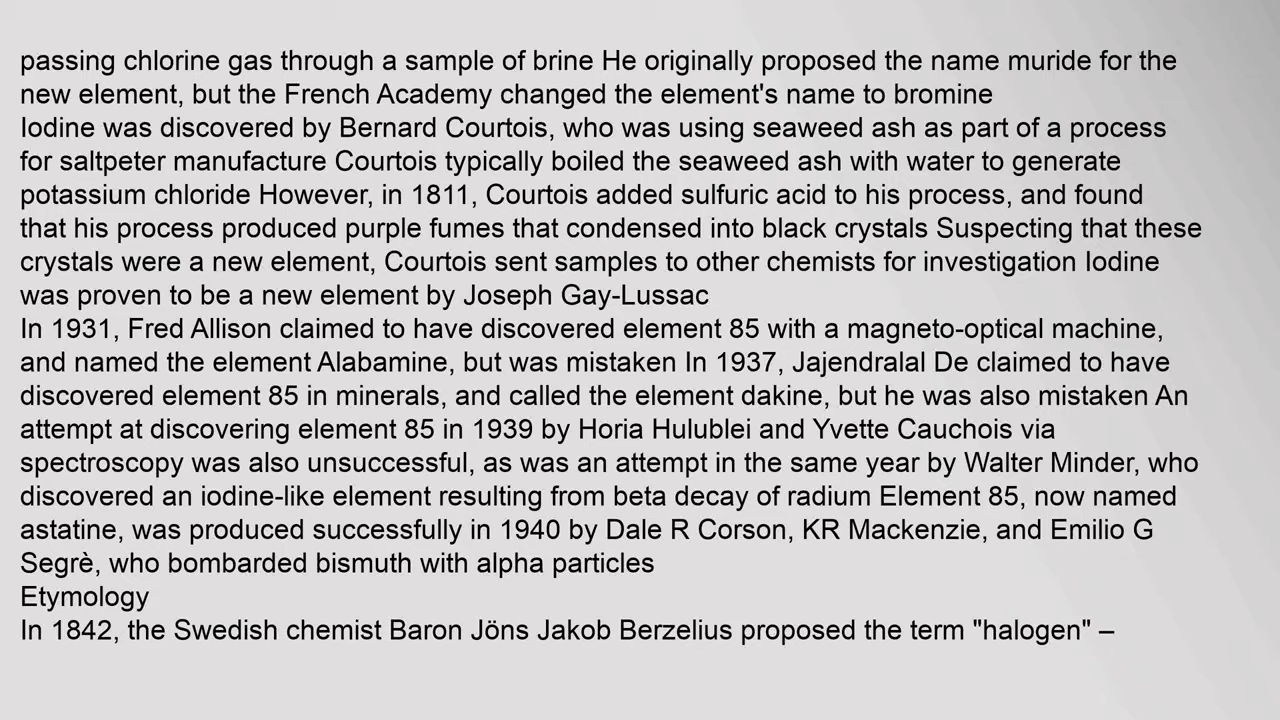 passing chlorine gas through a sample of brine He originally proposed the name muride for the
new element, but the French Academy changed the element's name to bromine
Iodine was discovered by Bernard Courtois, who was using seaweed ash as part of a process
for saltpeter manufacture Courtois typically boiled the seaweed ash with water to generate
potassium chloride However, in 1811, Courtois added sulfuric acid to his process, and found
that his process produced purple fumes that condensed into black crystals Suspecting that these
crystals were a new element, Courtois sent samples to other chemists for investigation Iodine
was proven to be a new element by Joseph Gay-Lussac
In 1931, Fred Allison claimed to have discovered element 85 with a magneto-optical machine,
and named the element Alabamine, but was mistaken In 1937, Jajendralal De claimed to have
discovered element 85 in minerals, and called the element dakine, but he was also mistaken An
attempt at discovering element 85 in 1939 by Horia Hulublei and Yvette Cauchois via
spectroscopy was also unsuccessful, as was an attempt in the same year by Walter Minder, who
discovered an iodine-like element resulting from beta decay of radium Element 85, now named
astatine, was produced successfully in 1940 by Dale R Corson, KR Mackenzie, and Emilio G
Segrè, who bombarded bismuth with alpha particles
Etymology
In 1842, the Swedish chemist Baron Jöns Jakob Berzelius proposed the term "halogen" –